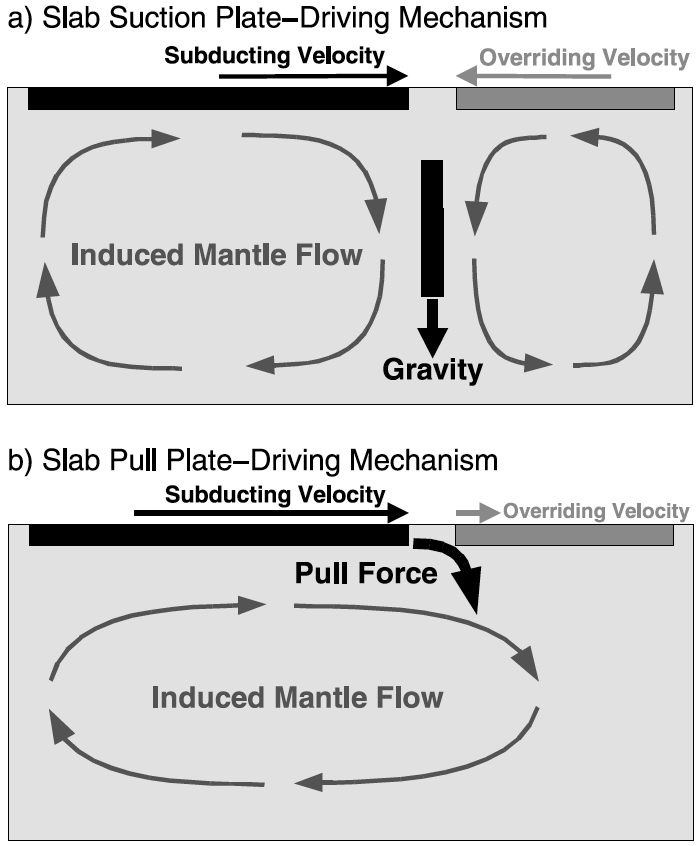 a) Slab Suction Plate–Driving Mechanism
Subducting Velocity
Overriding Velocity
Induced Mantle Flow
Gravity
b) Slab Pull Plate–Driving Mechanism
Subducting Velocity
Overriding Velocity
Pull Force
Induced Mantle Flow